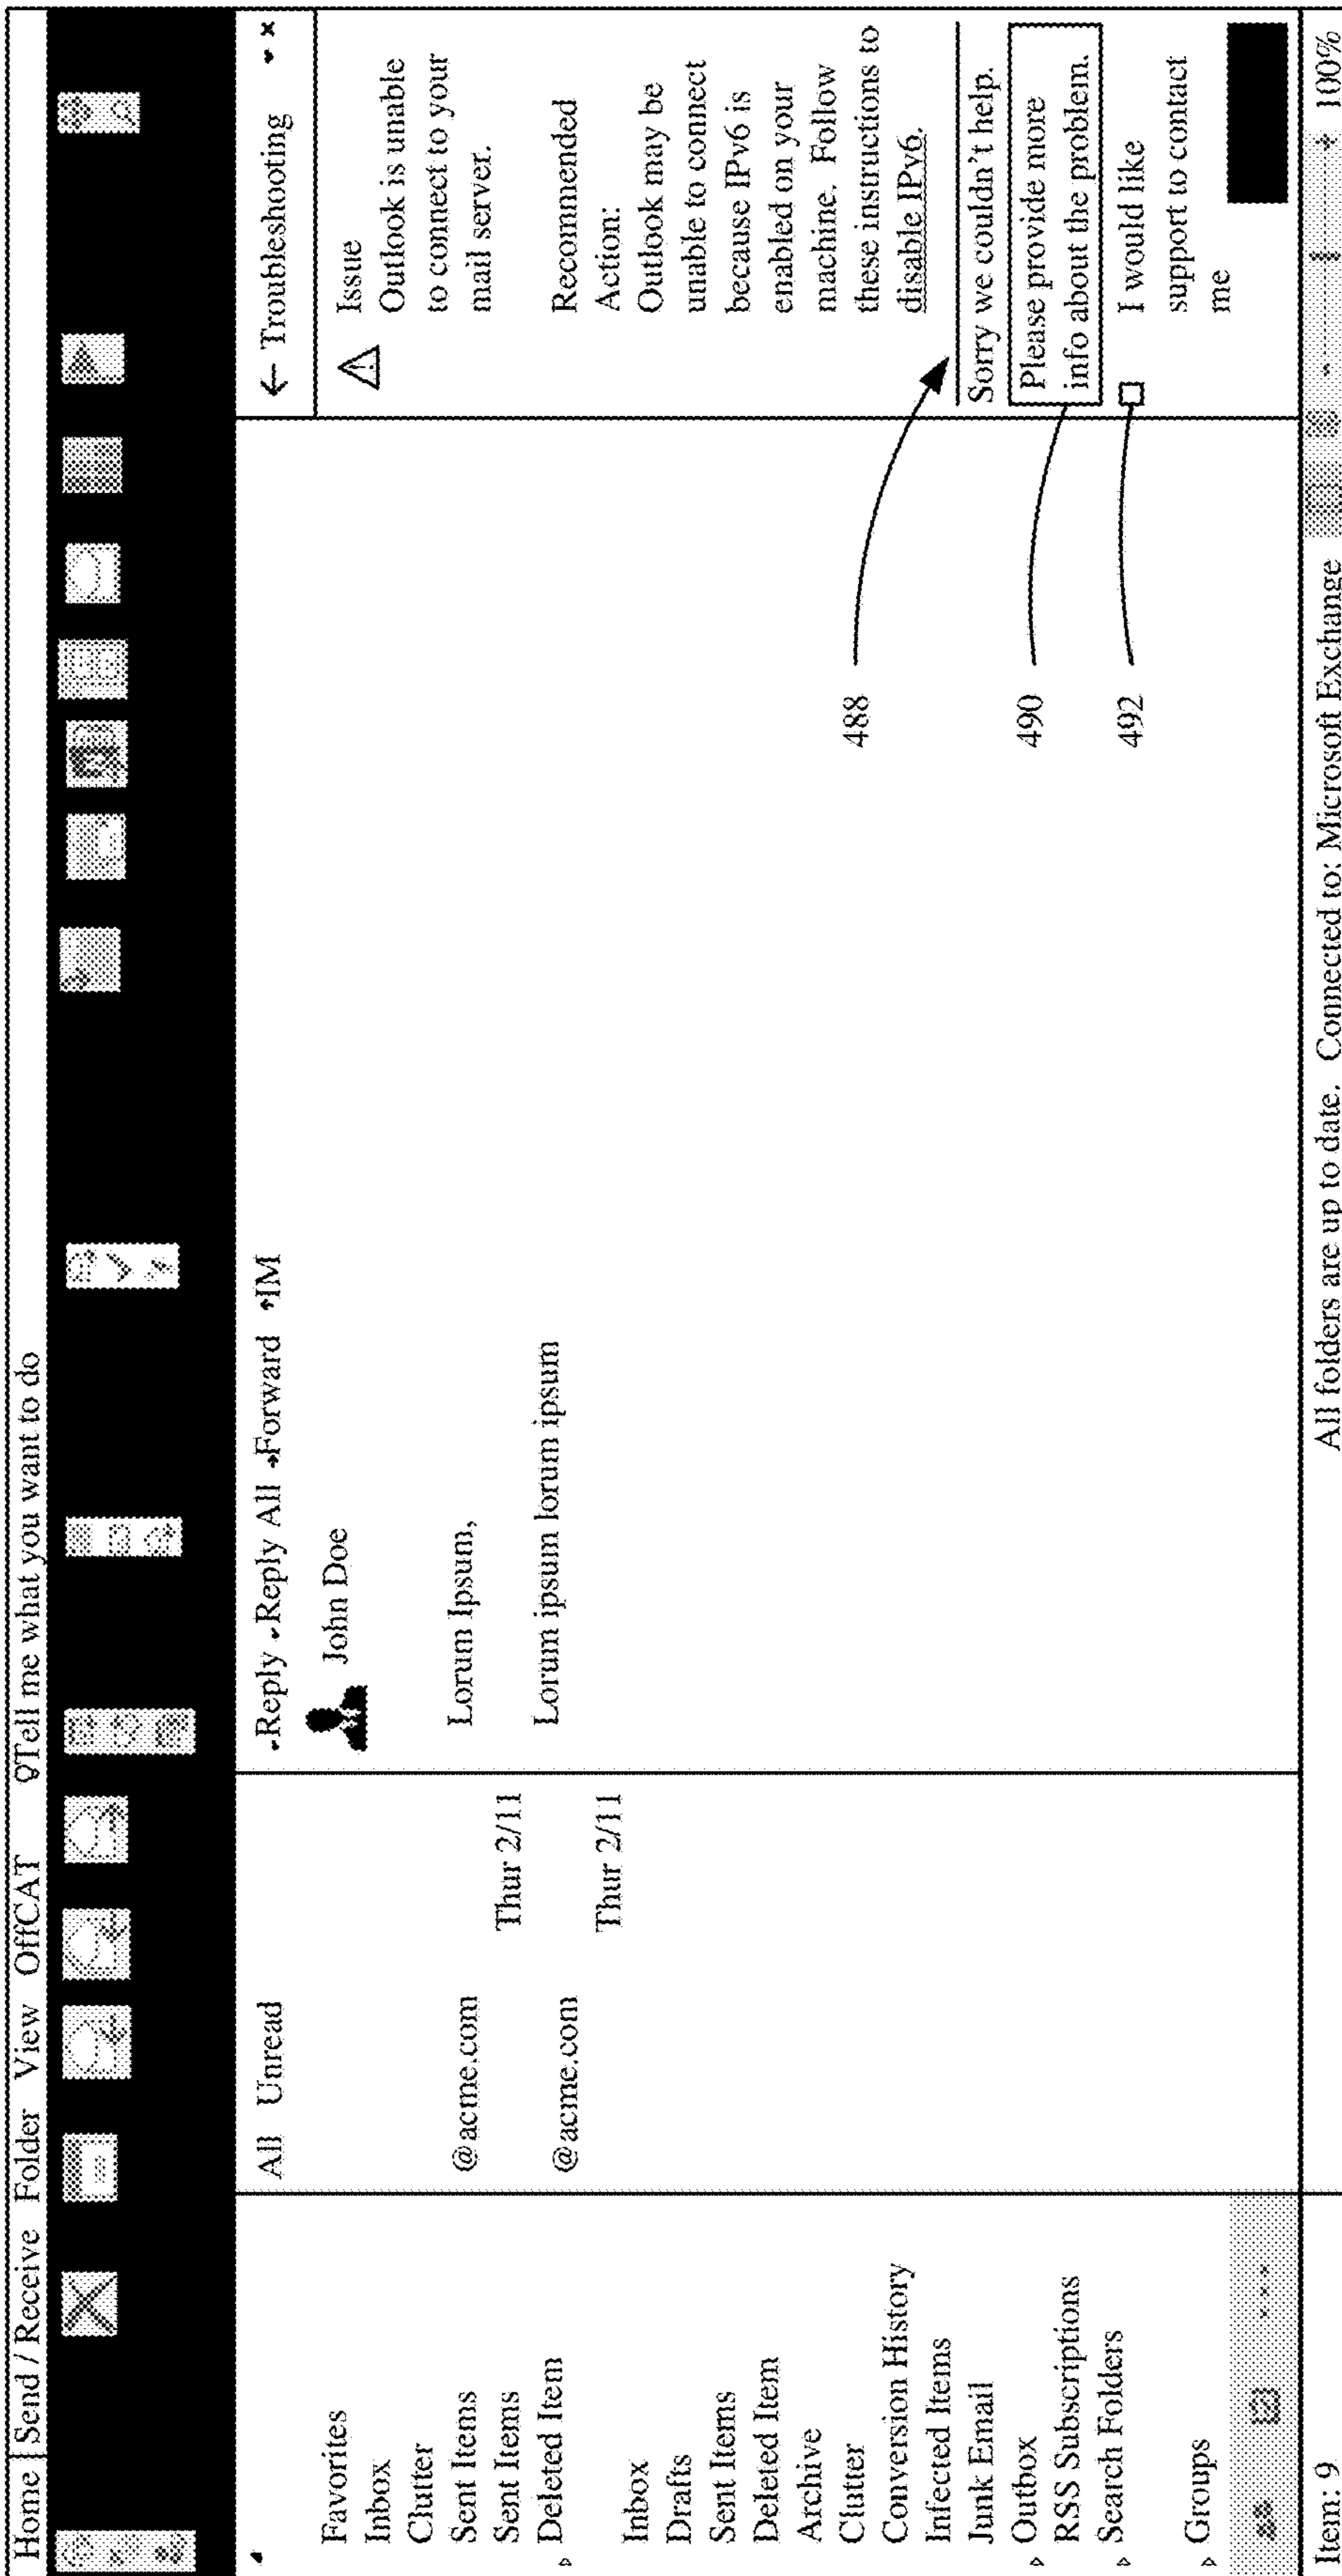 Home Send / Receive Folder View OffCAT Tell me what you want to do
Favorites
Inbox
Clutter
Sent Items
Sent Items
Deleted Item
Inbox
Drafts
Sent Items
Deleted Item
Archive
Clutter
Conversion History
Infected Items
Junk Email
Outbox
RSS Subscriptions
Search Folders
Groups
All Unread
@acme.com
Thur 2/11
@acme.com
Thur 2/11
Reply Reply All Forward IM
John Doe
Lorum Ipsum,
Lorum ipsum lorum ipsum
488
490
492
← Troubleshooting
Issue
Outlook is unable
to connect to your
mail server.
Recommended
Action:
Outlook may be
unable to connect
because IPv6 is
enabled on your
machine. Follow
these instructions to
disable IPv6.
Sorry we couldn't help.
Please provide more
info about the problem.
I would like
support to contact
me
Item: 9
All folders are up to date. Connected to: Microsoft Exchange
100%